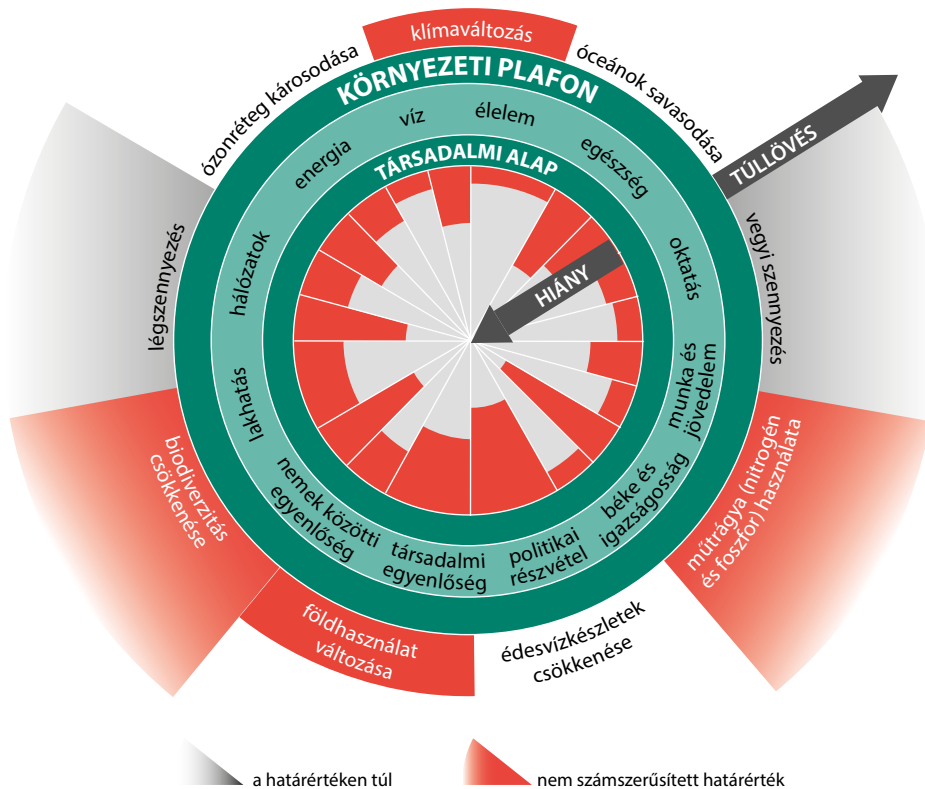 klímaváltozás
ózonréteg károsodása
óceánok savasodása
KÖRNYEZETI PLAFON
víz
élelem
energia
egészség
TÁRSADALMI ALAP
TÚLLÖVÉS
légszennyezés
hálózatok
HIÁNY
oktatás
vegyi szennyezés
lakhatás
munka és
jövedelem
biodiverzitás
csökkenése
nemek közötti
egyenlőség
társadalmi
egyenlőség
politikai
részvétel
béke és
igazságosság
műtrágya (nitrogén
és foszfor) használata
földhasználat
változása
édesvízkészletek
csökkenése
a határértéken túl
nem számszerűsített határérték